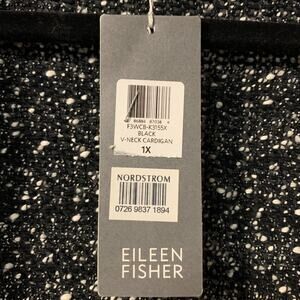 F3WCB-K3155X
BLACK
V-NECK CARDIGAN
1X
NORDSTROM
0726 9837 1894
EILEEN
FISHER